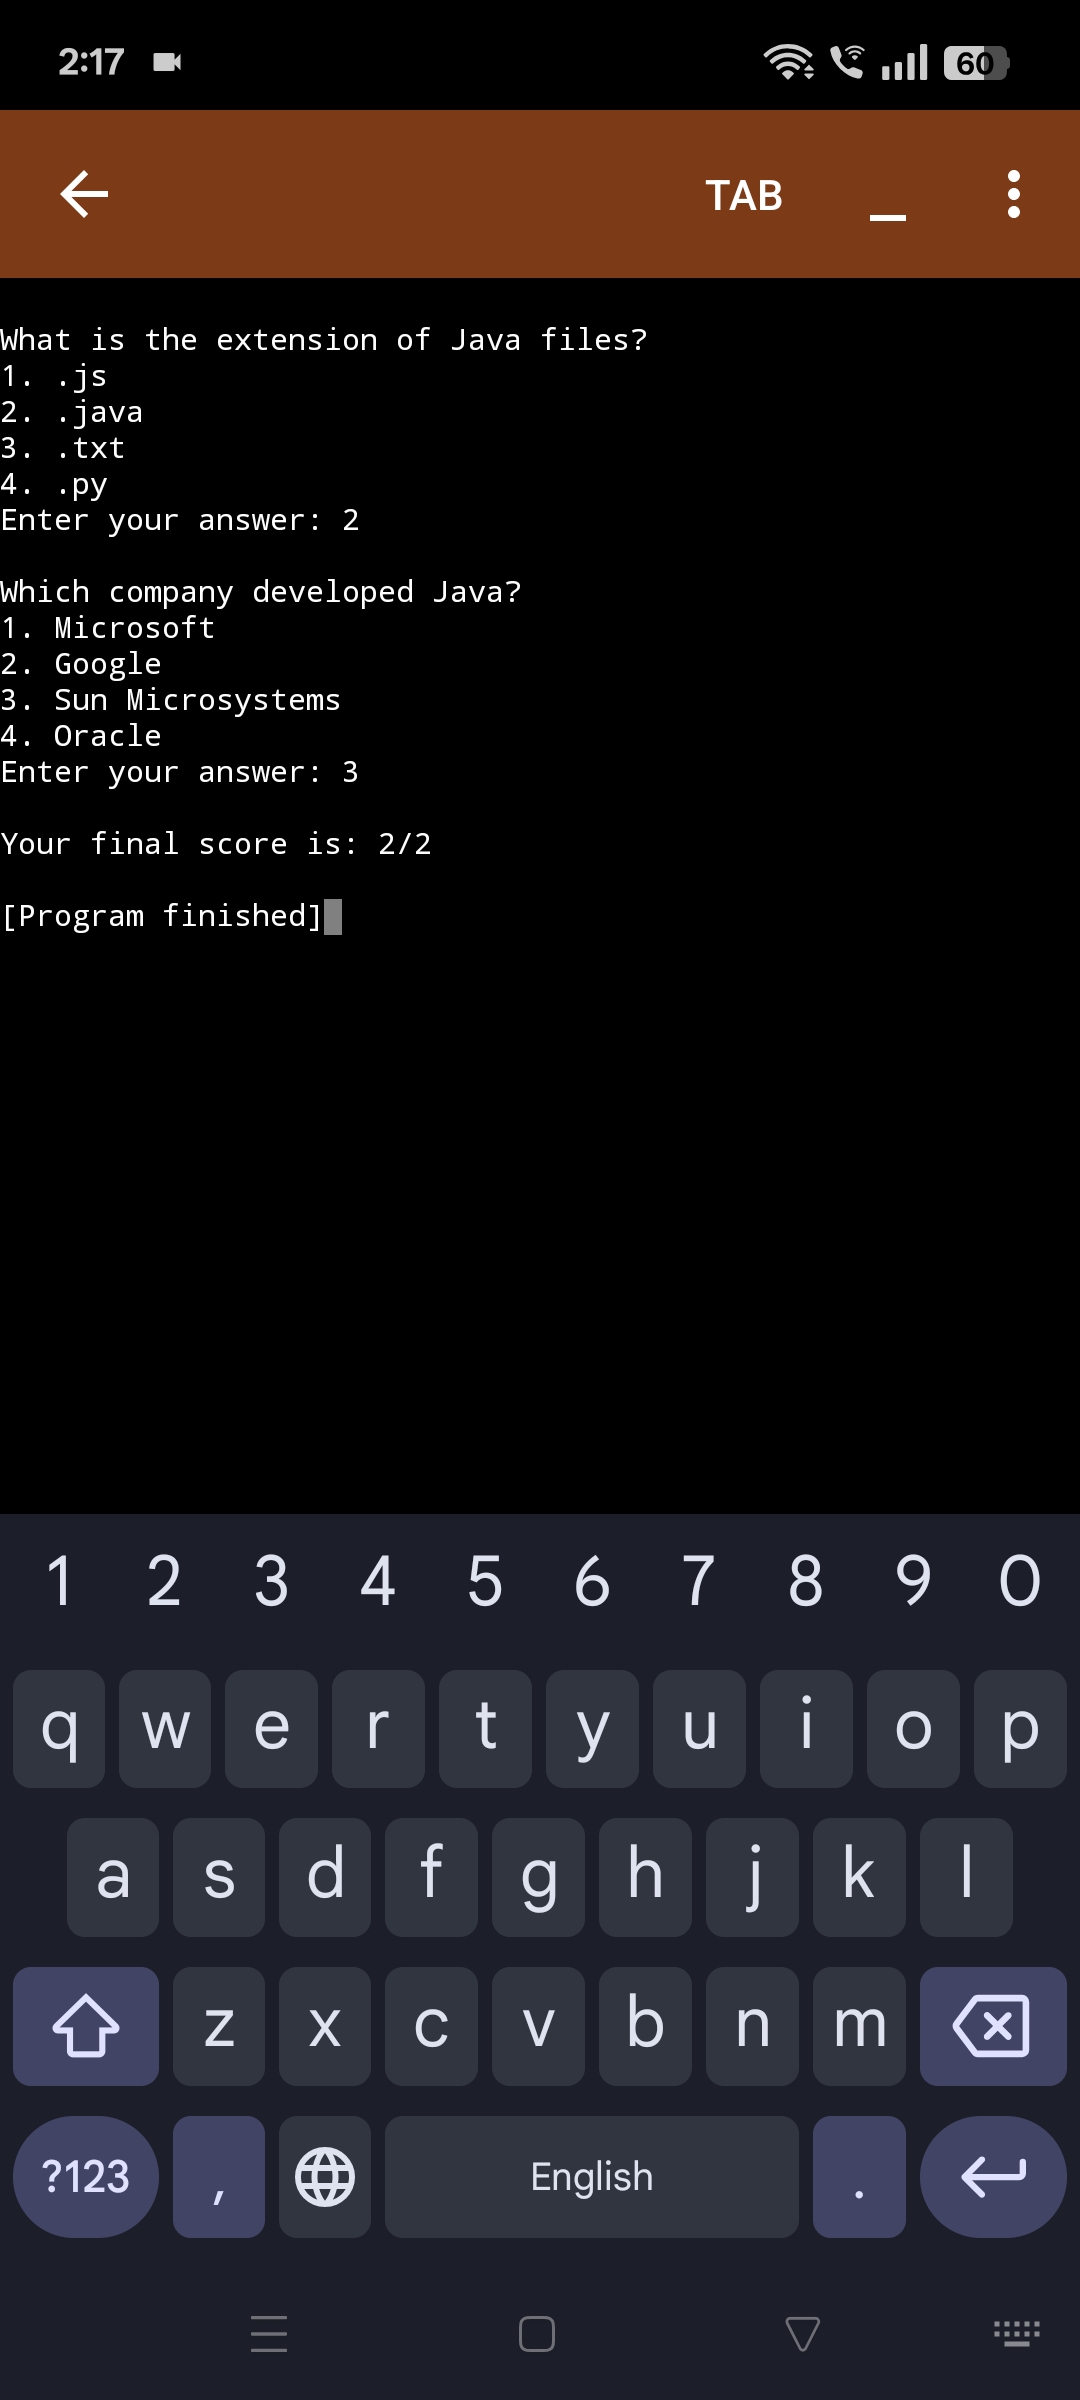 2:17 60
TAB _
What is the extension of Java files?
1. .js
2. .java
3. .txt
4. .py
Enter your answer: 2
Which company developed Java?
1. Microsoft
2. Google
3. Sun Microsystems
4. Oracle
Enter your answer: 3
Your final score is: 2/2
[Program finished]
1 2 3 4 5 6 7 8 9 0
q w e r t y u i o p
a s d f g h j k l
z x c v b n m
?123 , English .